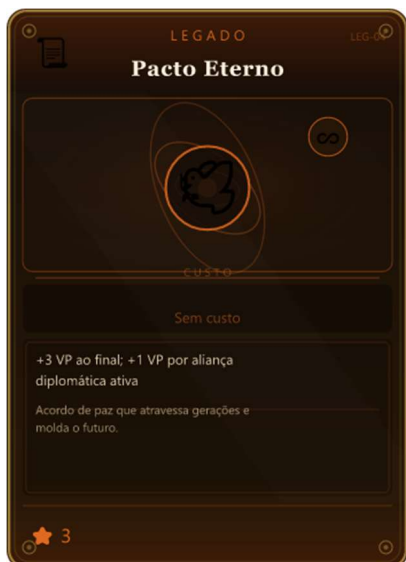 LEGADO
Pacto Eterno
CUSTO
Sem custo
+3 VP ao final; +1 VP por aliança
diplomática ativa
Acordo de paz que atravessa gerações e
molda o futuro.
3